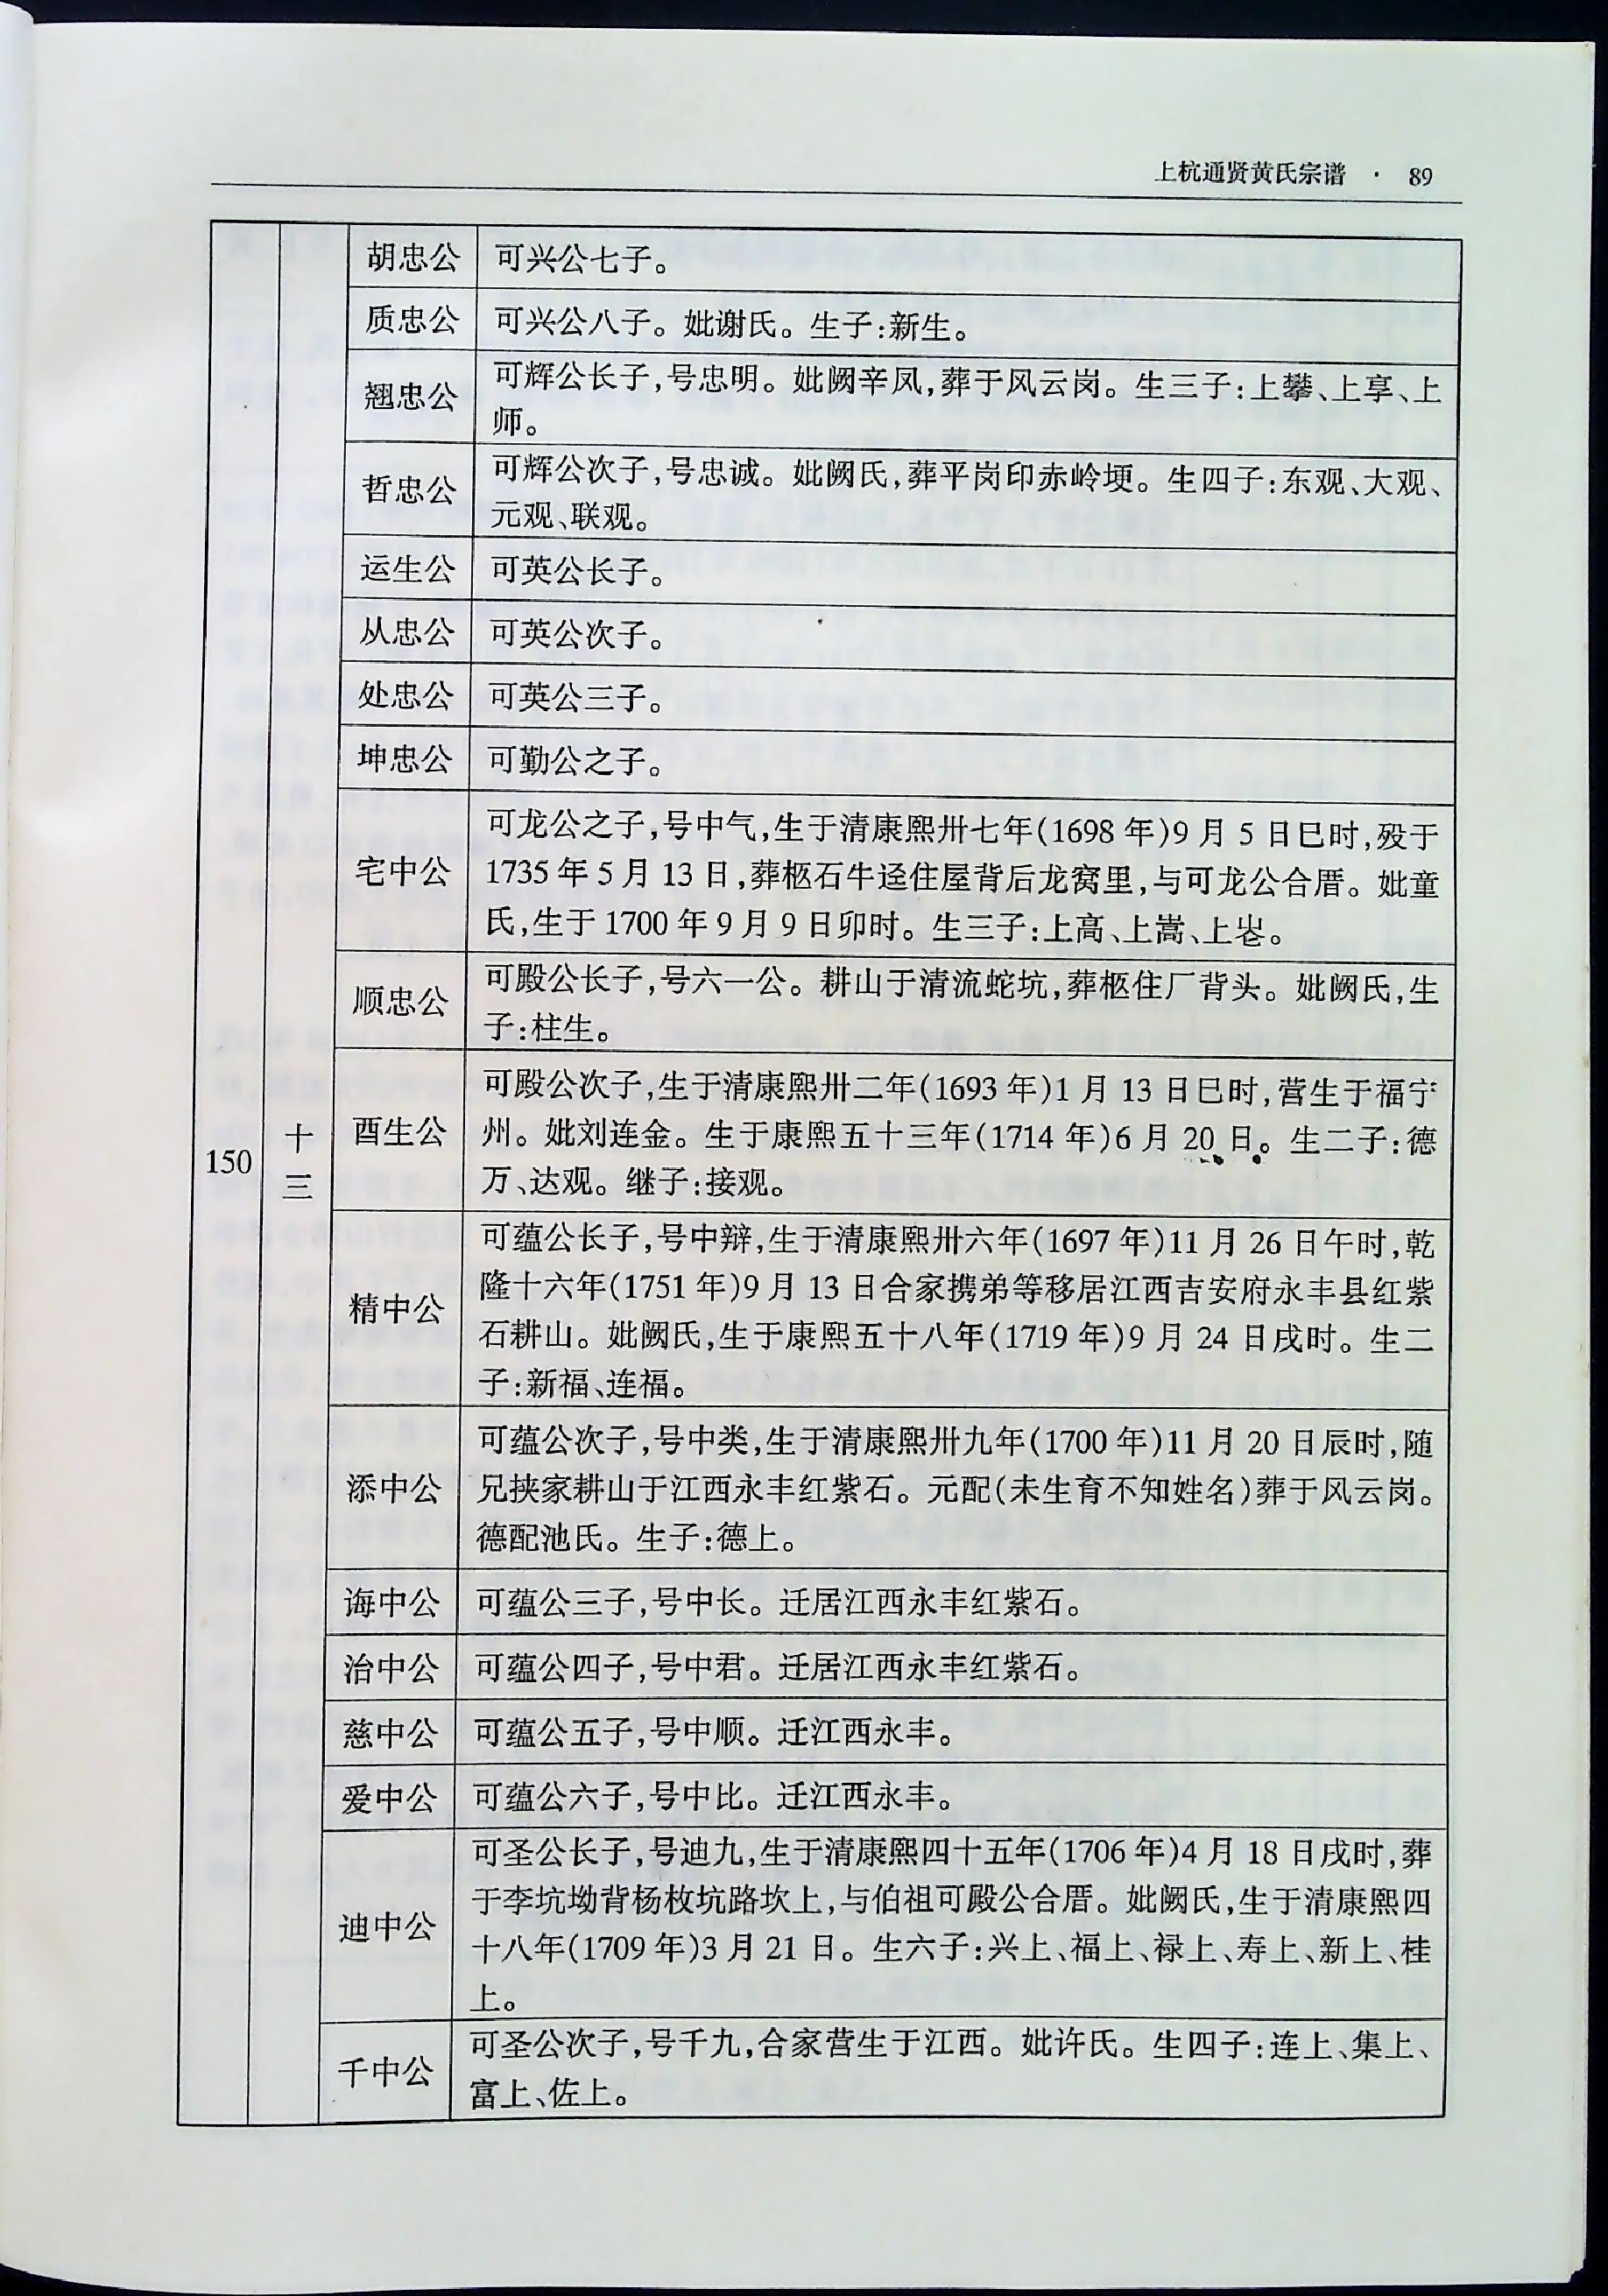 上杭通贤黄氏宗谱 · 89
150
十三
胡忠公
可兴公七子。
质忠公
可兴公八子。妣谢氏。生子:新生。
翘忠公
可辉公长子,号忠明。妣阙辛凤,葬于风云岗。生三子:上攀、上享、上
师。
哲忠公
可辉公次子,号忠诚。妣阙氏,葬平岗印赤岭埂。生四子:东观、大观、
元观、联观。
运生公
可英公长子。
从忠公
可英公次子。
处忠公
可英公三子。
坤忠公
可勤公之子。
宅中公
可龙公之子,号中气,生于清康熙卅七年(1698年)9月5日巳时,殁于
1735年5月13日,葬柩石牛迳住屋背后龙窝里,与可龙公合厝。妣童
氏,生于1700年9月9日卯时。生三子:上高、上嵩、上峜。
顺忠公
可殿公长子,号六一公。耕山于清流蛇坑,葬柩住厂背头。妣阙氏,生
子:柱生。
酉生公
可殿公次子,生于清康熙卅二年(1693年)1月13日巳时,营生于福宁
州。妣刘连金。生于康熙五十三年(1714年)6月20日。生二子:德
万、达观。继子:接观。
精中公
可蕴公长子,号中辩,生于清康熙卅六年(1697年)11月26日午时,乾
隆十六年(1751年)9月13日合家携弟等移居江西吉安府永丰县红紫
石耕山。妣阙氏,生于康熙五十八年(1719年)9月24日戌时。生二
子:新福、连福。
添中公
可蕴公次子,号中类,生于清康熙卅九年(1700年)11月20日辰时,随
兄挟家耕山于江西永丰红紫石。元配(未生育不知姓名)葬于风云岗。
德配池氏。生子:德上。
诲中公
可蕴公三子,号中长。迁居江西永丰红紫石。
治中公
可蕴公四子,号中君。迁居江西永丰红紫石。
慈中公
可蕴公五子,号中顺。迁江西永丰。
爱中公
可蕴公六子,号中比。迁江西永丰。
迪中公
可圣公长子,号迪九,生于清康熙四十五年(1706年)4月18日戌时,葬
于李坑坳背杨枚坑路坎上,与伯祖可殿公合厝。妣阙氏,生于清康熙四
十八年(1709年)3月21日。生六子:兴上、福上、禄上、寿上、新上、桂
上。
千中公
可圣公次子,号千九,合家营生于江西。妣许氏。生四子:连上、集上、
富上、佐上。